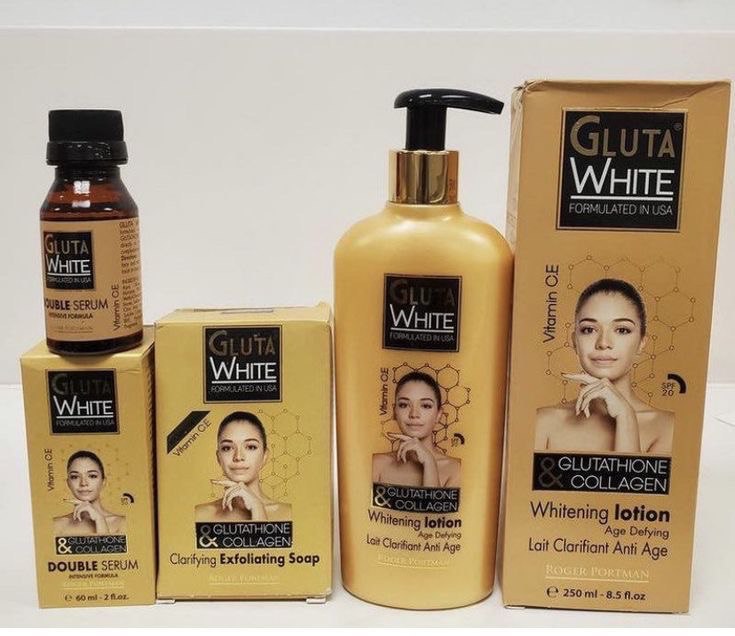 GLUTA
WHITE
FORMULATED IN USA
DOUBLE SERUM
INTENSIVE FORMULA
Vitamin C.E
GLUTA
WHITE
FORMULATED IN USA
Vitamin C.E
& GLUTATHIONE
COLLAGEN
DOUBLE SERUM
INTENSIVE FORMULA
ROGER PORTMAN
e 60 ml - 2 fl.oz.
GLUTA
WHITE
FORMULATED IN USA
Vitamin C.E
& GLUTATHIONE
COLLAGEN
Clarifying Exfoliating Soap
ROGER PORTMAN
GLUTA
WHITE
FORMULATED IN USA
Vitamin C.E
& GLUTATHIONE
COLLAGEN
Whitening lotion
Age Defying
Lait Clarifiant Anti Age
ROGER PORTMAN
GLUTA®
WHITE
FORMULATED IN USA
Vitamin C.E
SPF
20
& GLUTATHIONE
COLLAGEN
Whitening lotion
Age Defying
Lait Clarifiant Anti Age
ROGER PORTMAN
e 250 ml - 8.5 fl.oz.